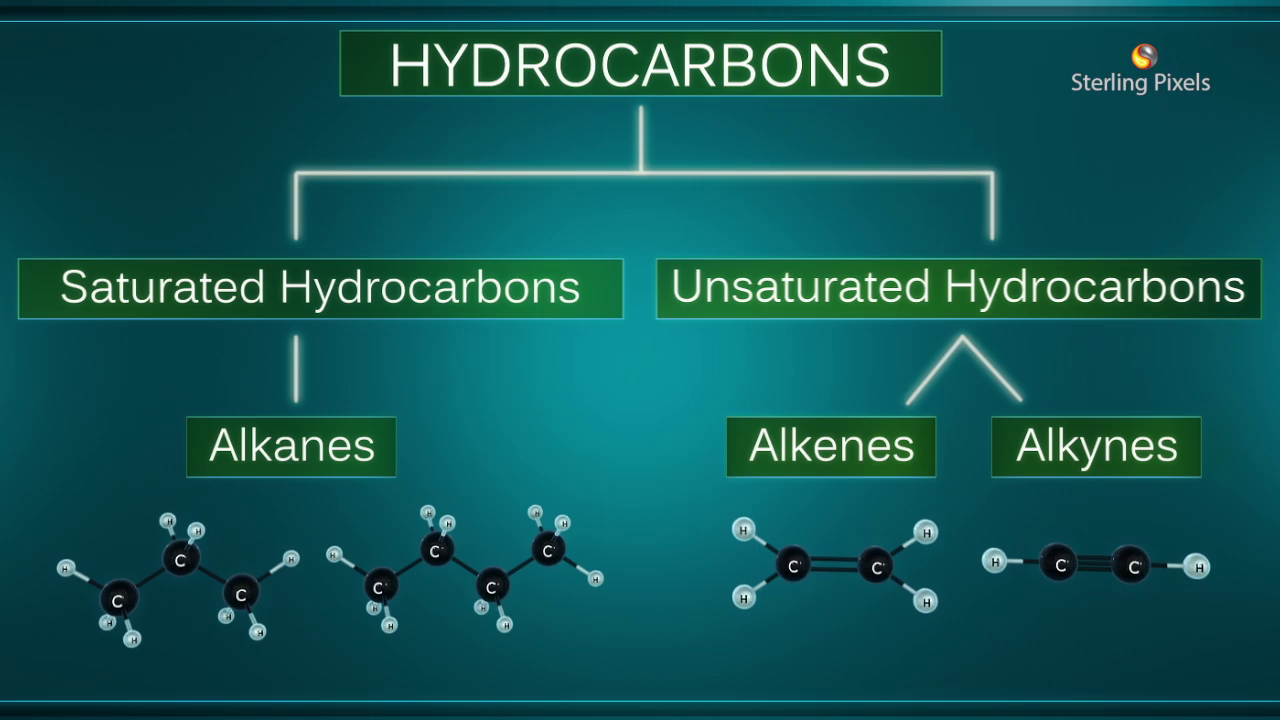 HYDROCARBONS
Sterling Pixels
Saturated Hydrocarbons
Unsaturated Hydrocarbons
Alkanes
Alkenes
Alkynes
H H H C H H C C H H H
H H H C H H C C C H H H H
H H C C H H
H C C H